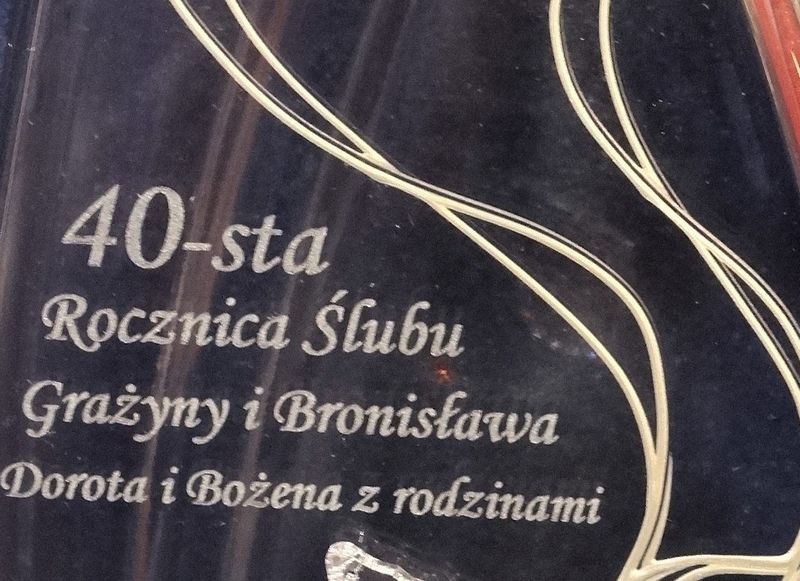 40-sta
Rocznica Ślubu
Grażyny i Bronisława
Dorota i Bożena z rodzinami